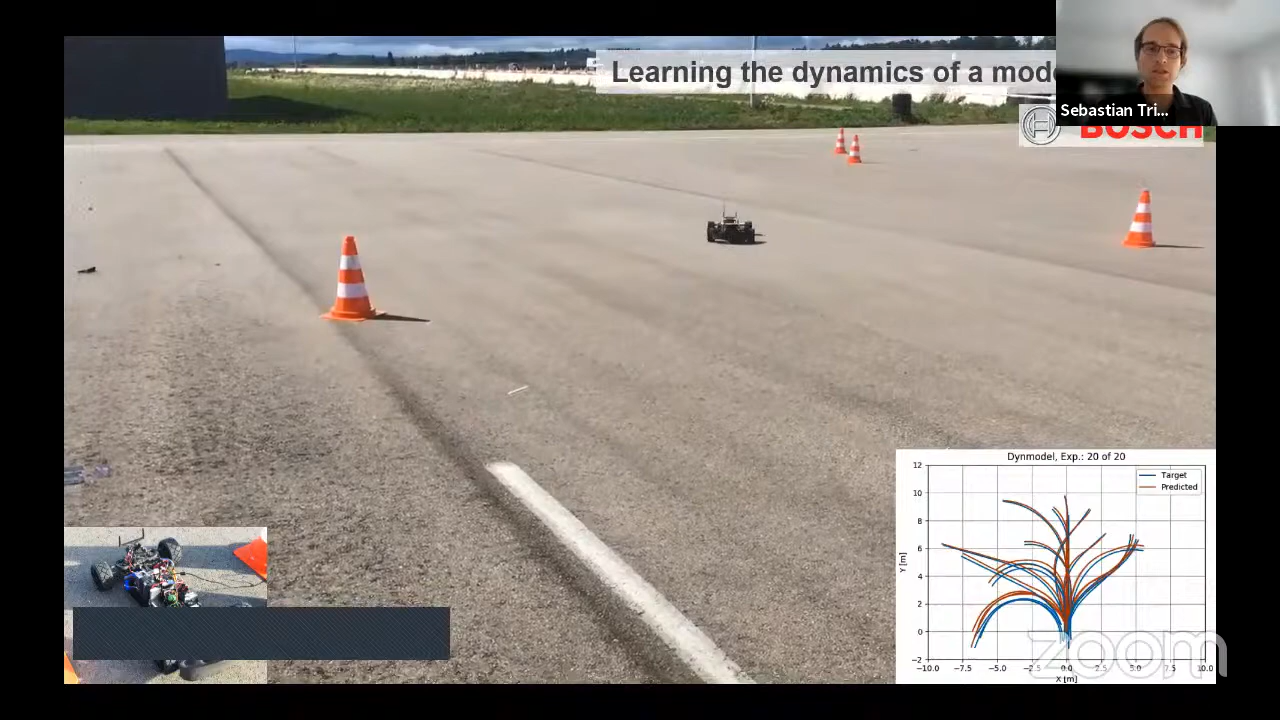 Learning the dynamics of a mod
Sebastian Tri...
BOSCH
Dynmodel, Exp.: 20 of 20
Target
Predicted
12
10
8
6
4
2
0
−2
Y [m]
−10.0 −7.5 −5.0 −2.5 0.0 2.5 5.0 7.5 10.0
X [m]
zoom